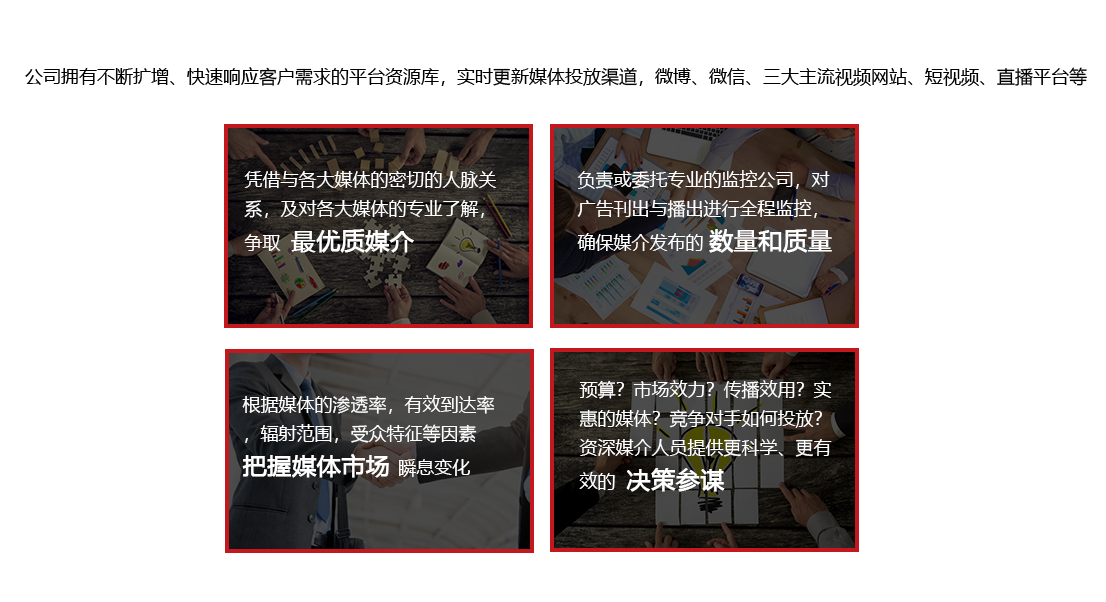 公司拥有不断扩增、快速响应客户需求的平台资源库，实时更新媒体投放渠道，微博、微信、三大主流视频网站、短视频、直播平台等
凭借与各大媒体的密切的人脉关
系，及对各大媒体的专业了解，
争取 最优质媒介
负责或委托专业的监控公司，对
广告刊出与播出进行全程监控，
确保媒介发布的 数量和质量
根据媒体的渗透率，有效到达率
，辐射范围，受众特征等因素
把握媒体市场 瞬息变化
预算？市场效力？传播效用？实
惠的媒体？竞争对手如何投放？
资深媒介人员提供更科学、更有
效的 决策参谋